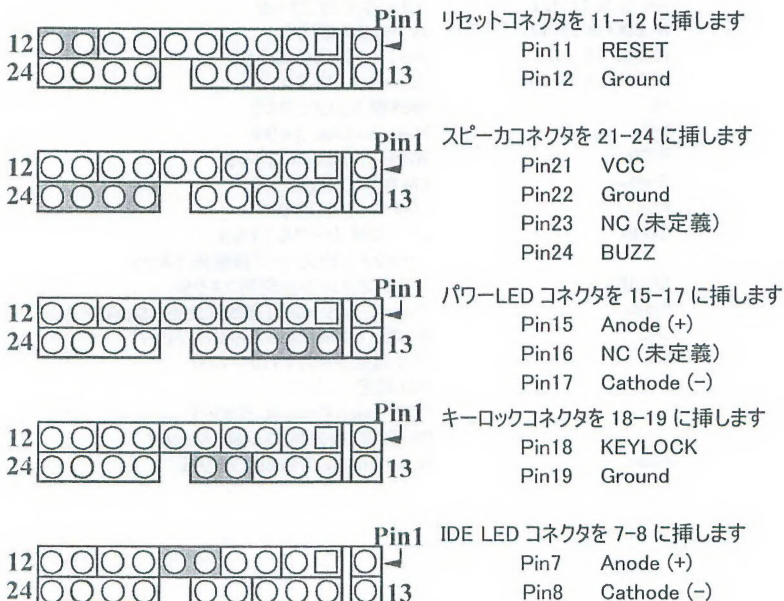 Pin1
12
24
13
リセットコネクタを 11-12 に挿します
Pin11 RESET
Pin12 Ground
Pin1
12
24
13
スピーカコネクタを 21-24 に挿します
Pin21 VCC
Pin22 Ground
Pin23 NC (未定義)
Pin24 BUZZ
Pin1
12
24
13
パワーLED コネクタを 15-17 に挿します
Pin15 Anode (+)
Pin16 NC (未定義)
Pin17 Cathode (-)
Pin1
12
24
13
キーロックコネクタを 18-19 に挿します
Pin18 KEYLOCK
Pin19 Ground
Pin1
12
24
13
IDE LED コネクタを 7-8 に挿します
Pin7 Anode (+)
Pin8 Cathode (-)